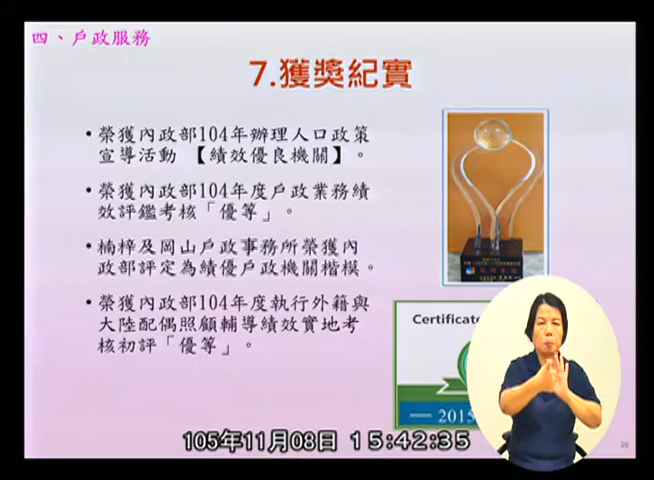 四、戶政服務
7.獲獎紀實
•榮獲內政部104年辦理人口政策
宣導活動 【績效優良機關】。
•榮獲內政部104年度戶政業務績
效評鑑考核「優等」。
•楠梓及岡山戶政事務所榮獲內
政部評定為績優戶政機關楷模。
•榮獲內政部104年度執行外籍與
大陸配偶照顧輔導績效實地考
核初評「優等」。
Certificate
2015
105年11月08日 15:42:35